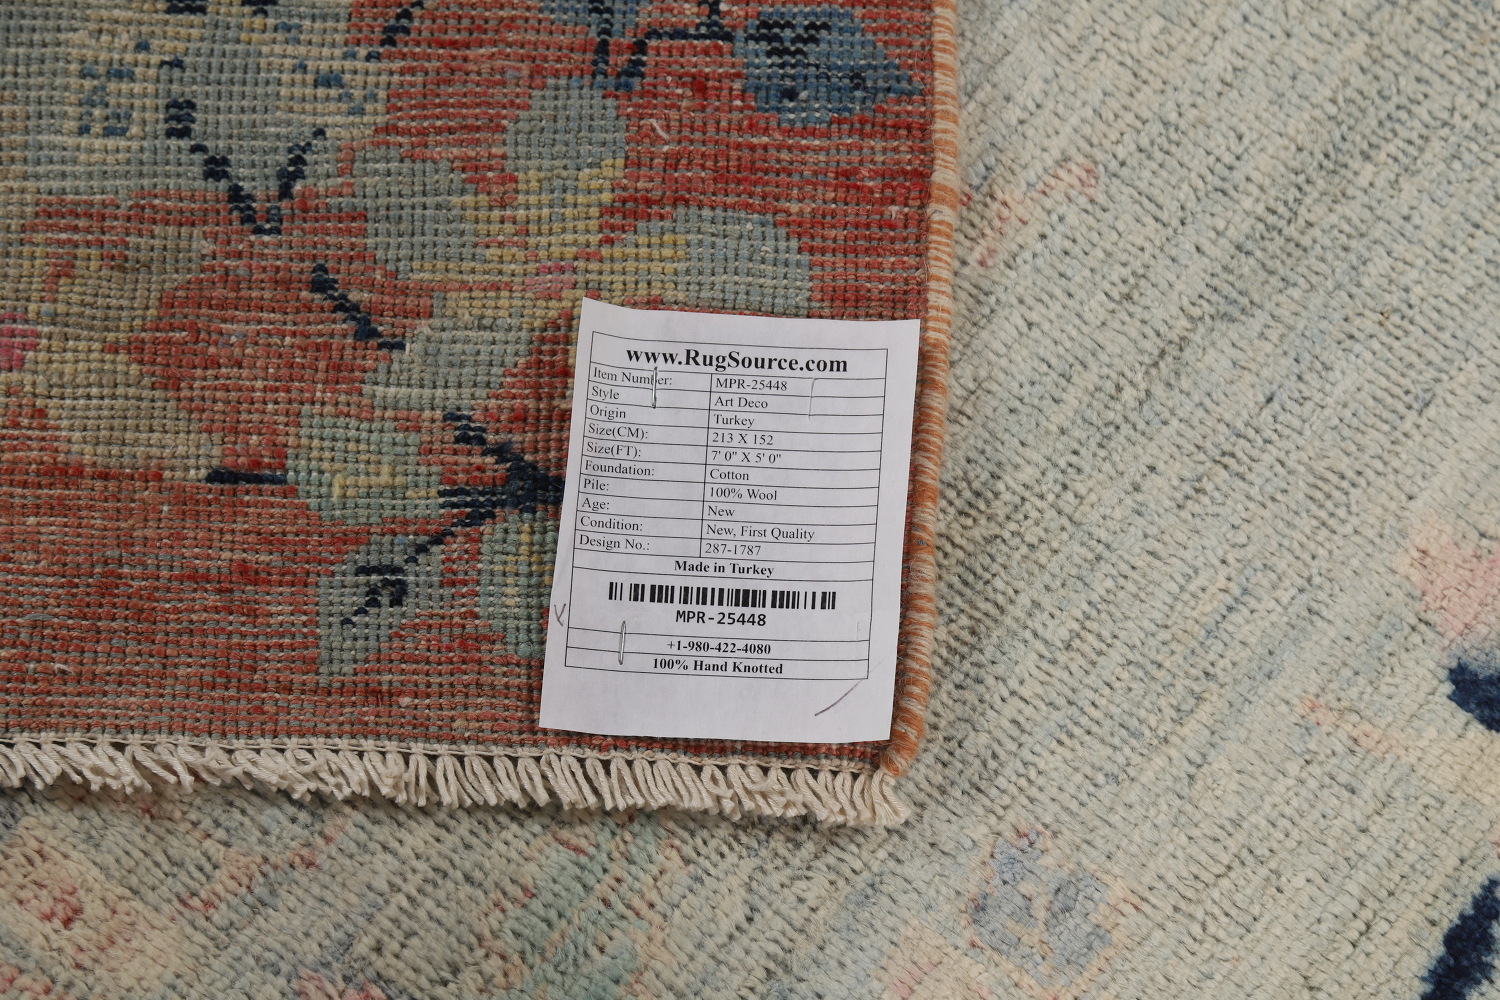 www.RugSource.com
Item Number: MPR-25448
Style Art Deco
Origin Turkey
Size(CM): 213 X 152
Size(FT): 7' 0" X 5' 0"
Foundation: Cotton
Pile: 100% Wool
Age: New
Condition: New, First Quality
Design No.: 287-1787
Made in Turkey
MPR-25448
+1-980-422-4080
100% Hand Knotted